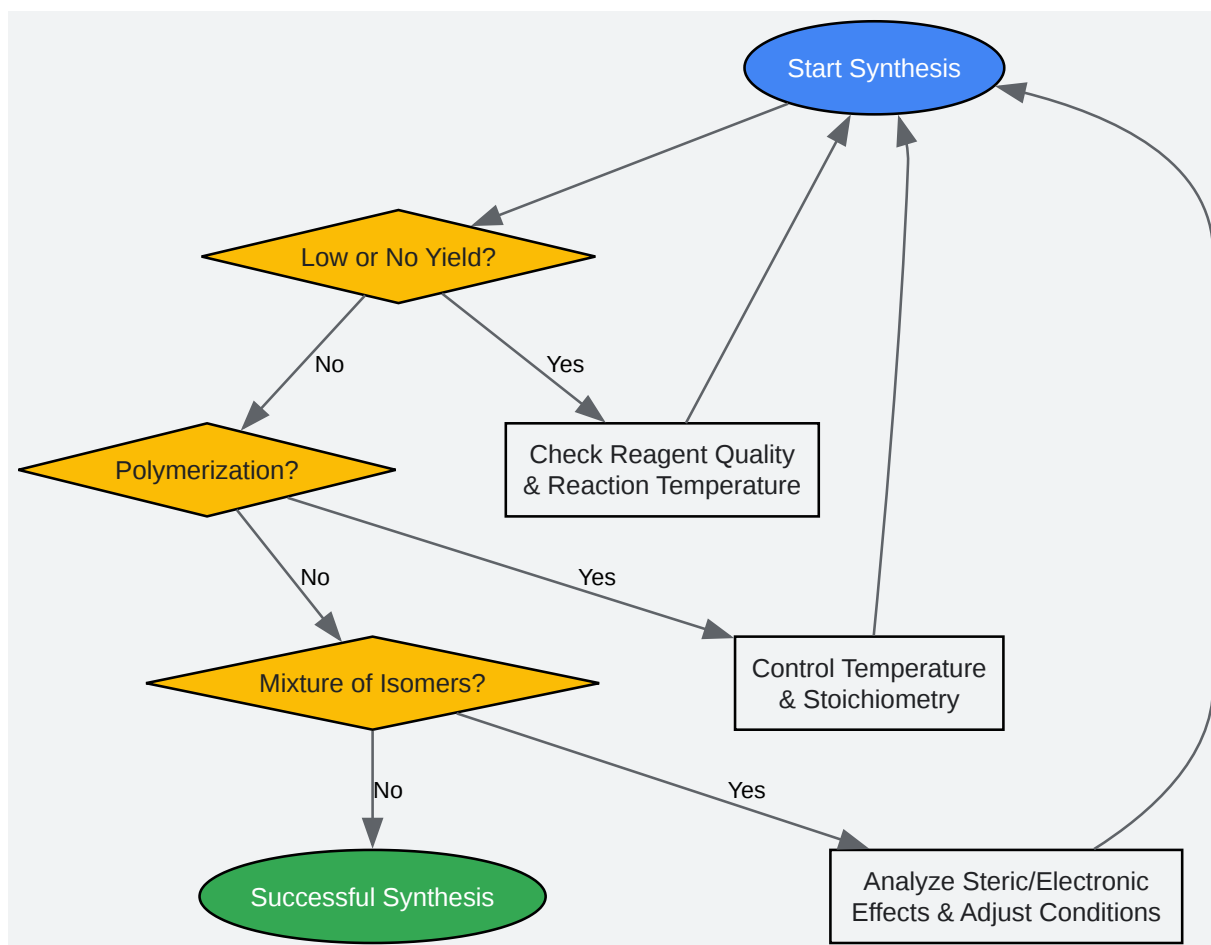 Start Synthesis
Low or No Yield?
No
Yes
Polymerization?
Check Reagent Quality
& Reaction Temperature
No
Yes
Mixture of Isomers?
Control Temperature
& Stoichiometry
No
Yes
Successful Synthesis
Analyze Steric/Electronic
Effects & Adjust Conditions